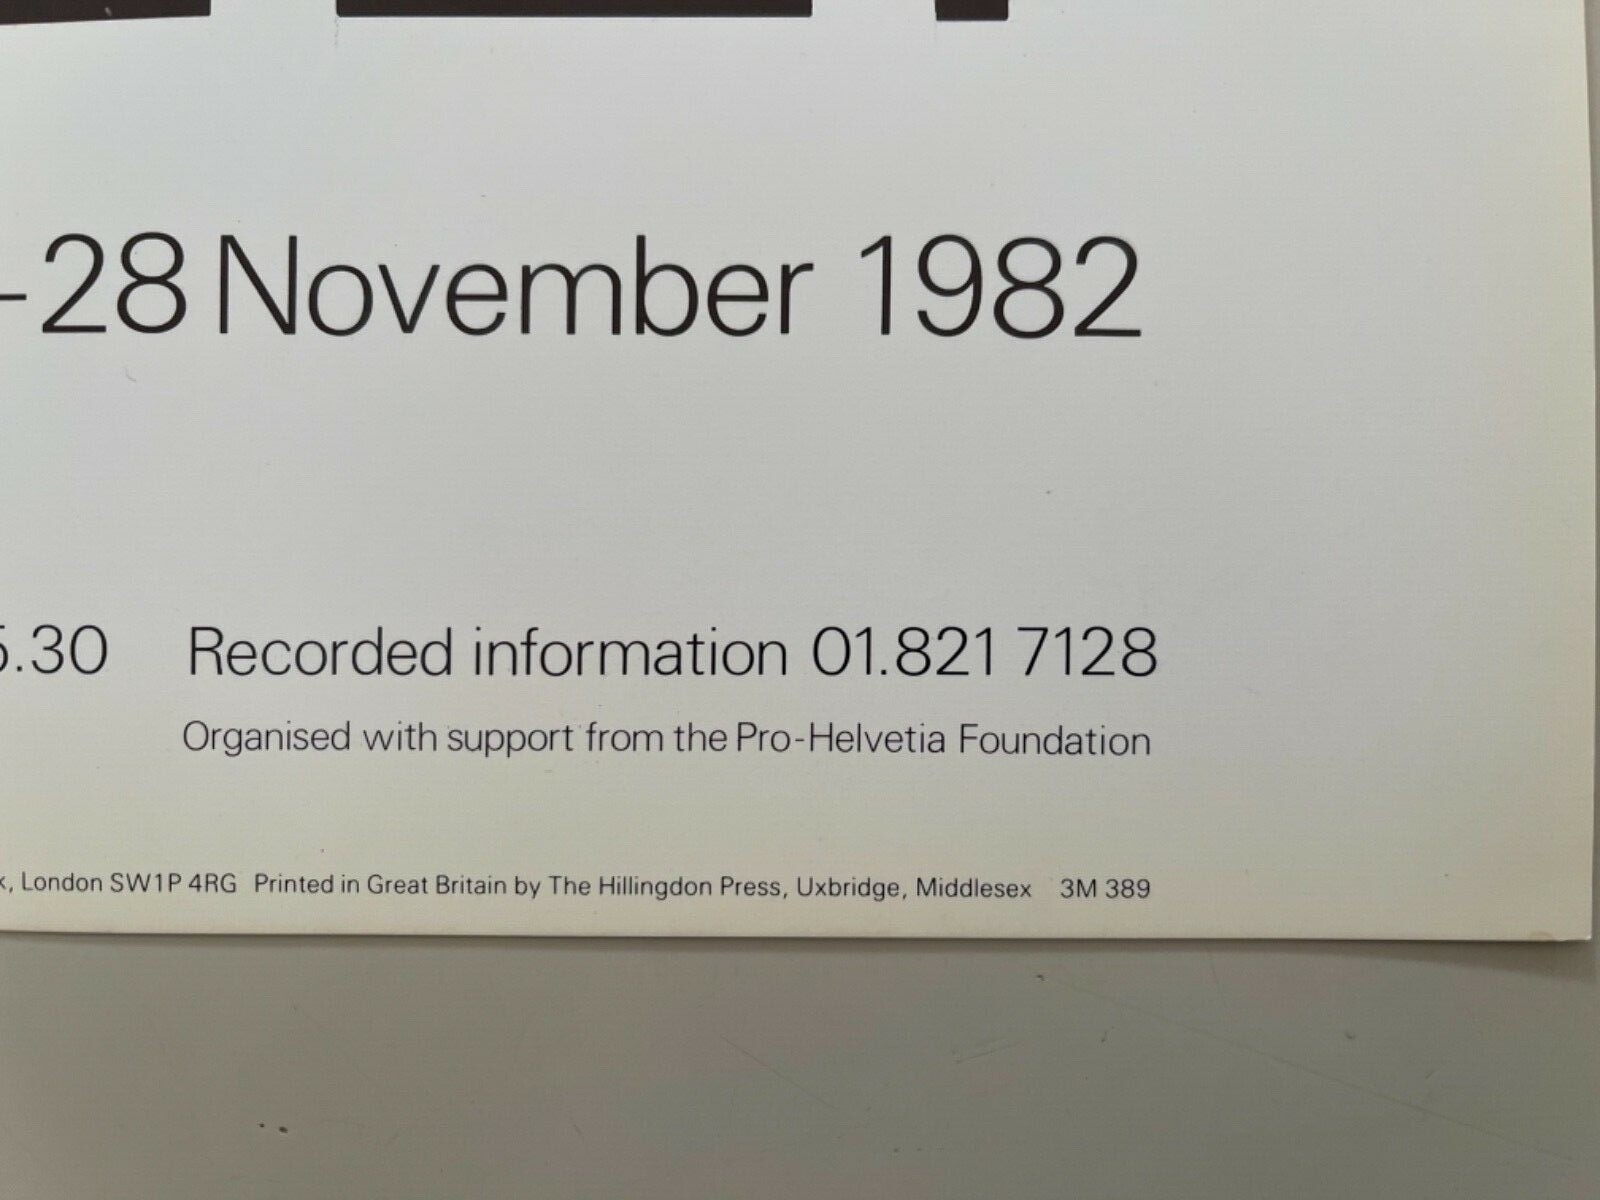 -28 November 1982
5.30 Recorded information 01.821 7128
Organised with support from the Pro-Helvetia Foundation
London SW1P 4RG Printed in Great Britain by The Hillingdon Press, Uxbridge, Middlesex 3M 389